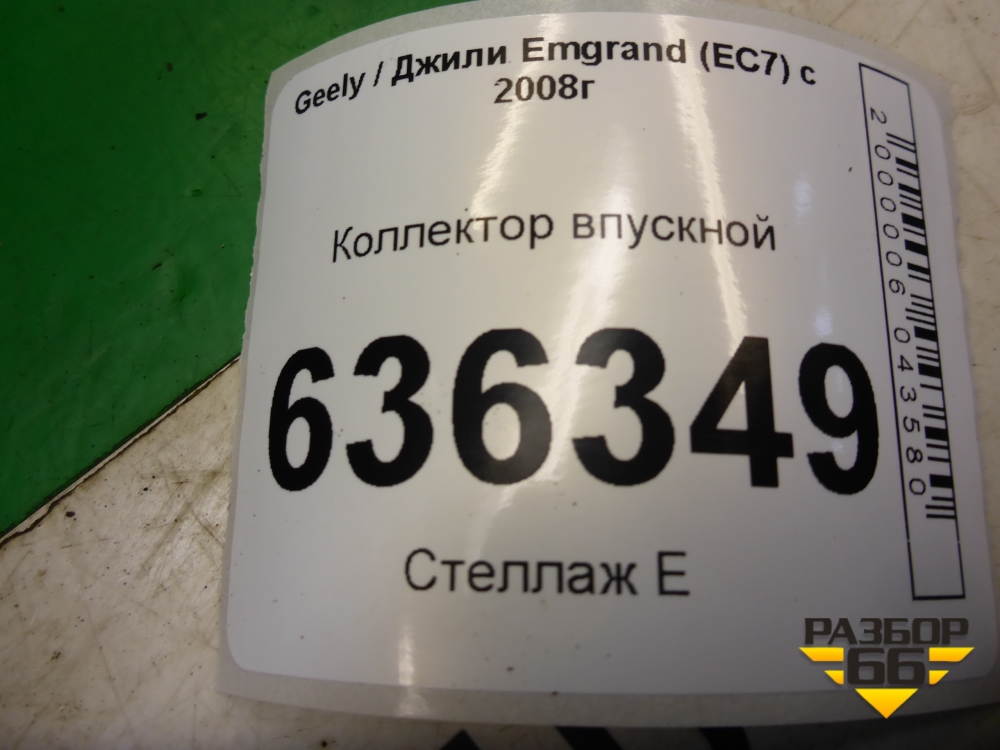 Geely / Джили Emgrand (EC7) с
2008г
Коллектор впускной
636349
Стеллаж Е
2000006043580
РАЗБОР
66